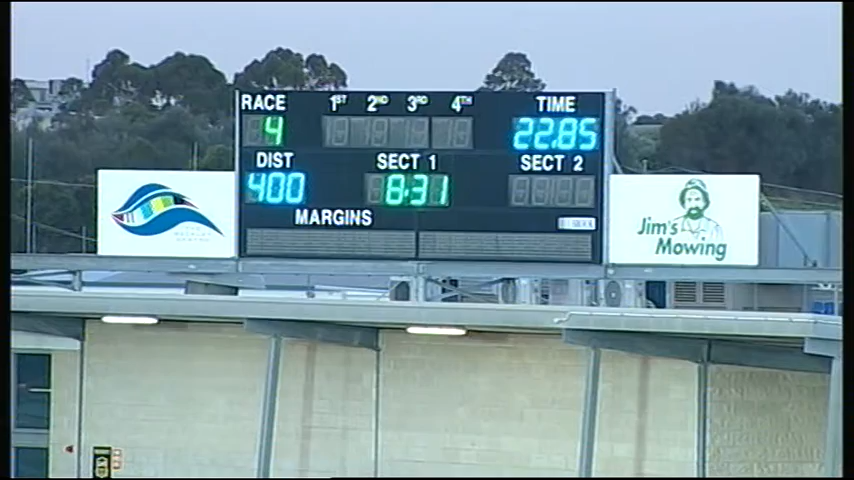 RACE 1ST 2ND 3RD 4TH TIME
4 22.85
DIST SECT 1 SECT 2
400 8.31
MARGINS
Jim's
Mowing